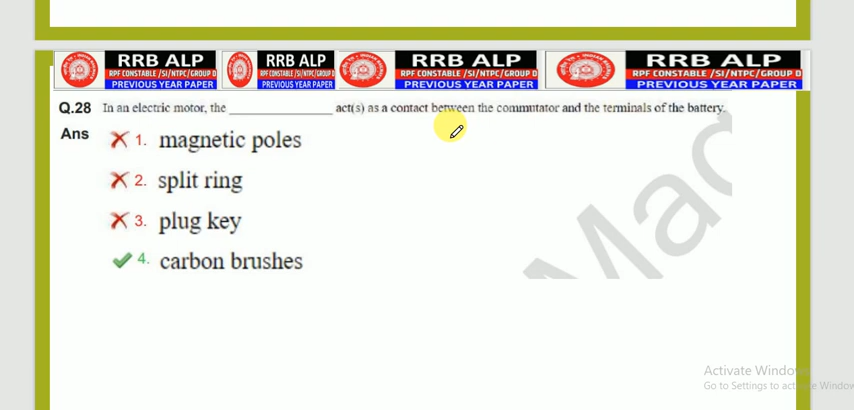 RRB ALP
RPF CONSTABLE /SI/NTPC/GROUP D
PREVIOUS YEAR PAPER
RRB ALP
RPF CONSTABLE /SI/NTPC/GROUP D
PREVIOUS YEAR PAPER
RRB ALP
RPF CONSTABLE /SI/NTPC/GROUP D
PREVIOUS YEAR PAPER
RRB ALP
RPF CONSTABLE /SI/NTPC/GROUP D
PREVIOUS YEAR PAPER
Q.28 In an electric motor, the ________________ act(s) as a contact between the commutator and the terminals of the battery.
Ans
1. magnetic poles
2. split ring
3. plug key
4. carbon brushes
Mac
Activate Windows
Go to Settings to activate Window